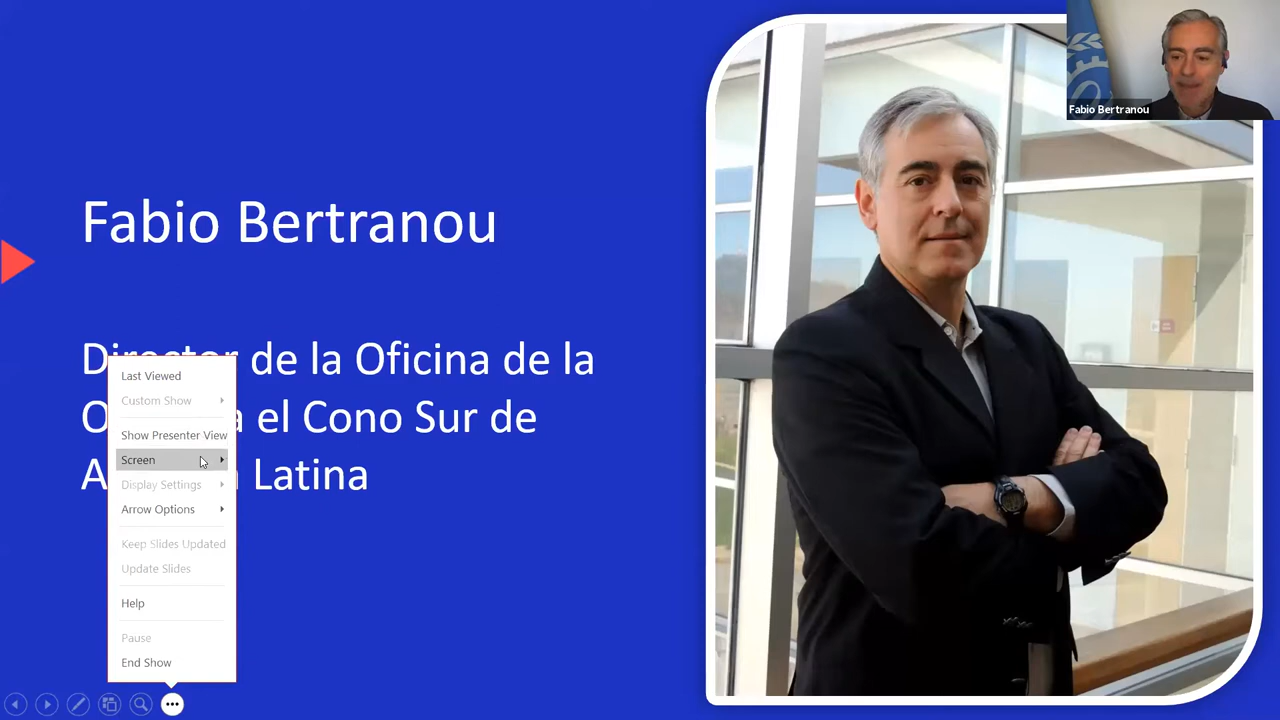 Fabio Bertranou
Fabio Bertranou
Director de la Oficina de la
el Cono Sur de
Latina
Last Viewed
Custom Show
Show Presenter View
Screen
Display Settings
Arrow Options
Keep Slides Updated
Update Slides
Help
Pause
End Show